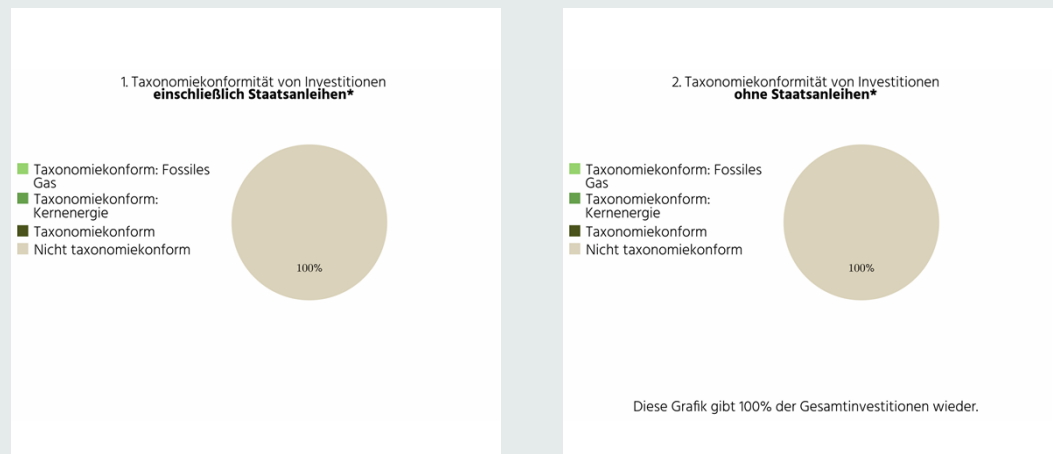 1. Taxonomiekonformität von Investitionen
einschließlich Staatsanleihen*
Taxonomiekonform: Fossiles
Gas
Taxonomiekonform:
Kernenergie
Taxonomiekonform
Nicht taxonomiekonform
100%
2. Taxonomiekonformität von Investitionen
ohne Staatsanleihen*
Taxonomiekonform: Fossiles
Gas
Taxonomiekonform:
Kernenergie
Taxonomiekonform
Nicht taxonomiekonform
100%
Diese Grafik gibt 100% der Gesamtinvestitionen wieder.